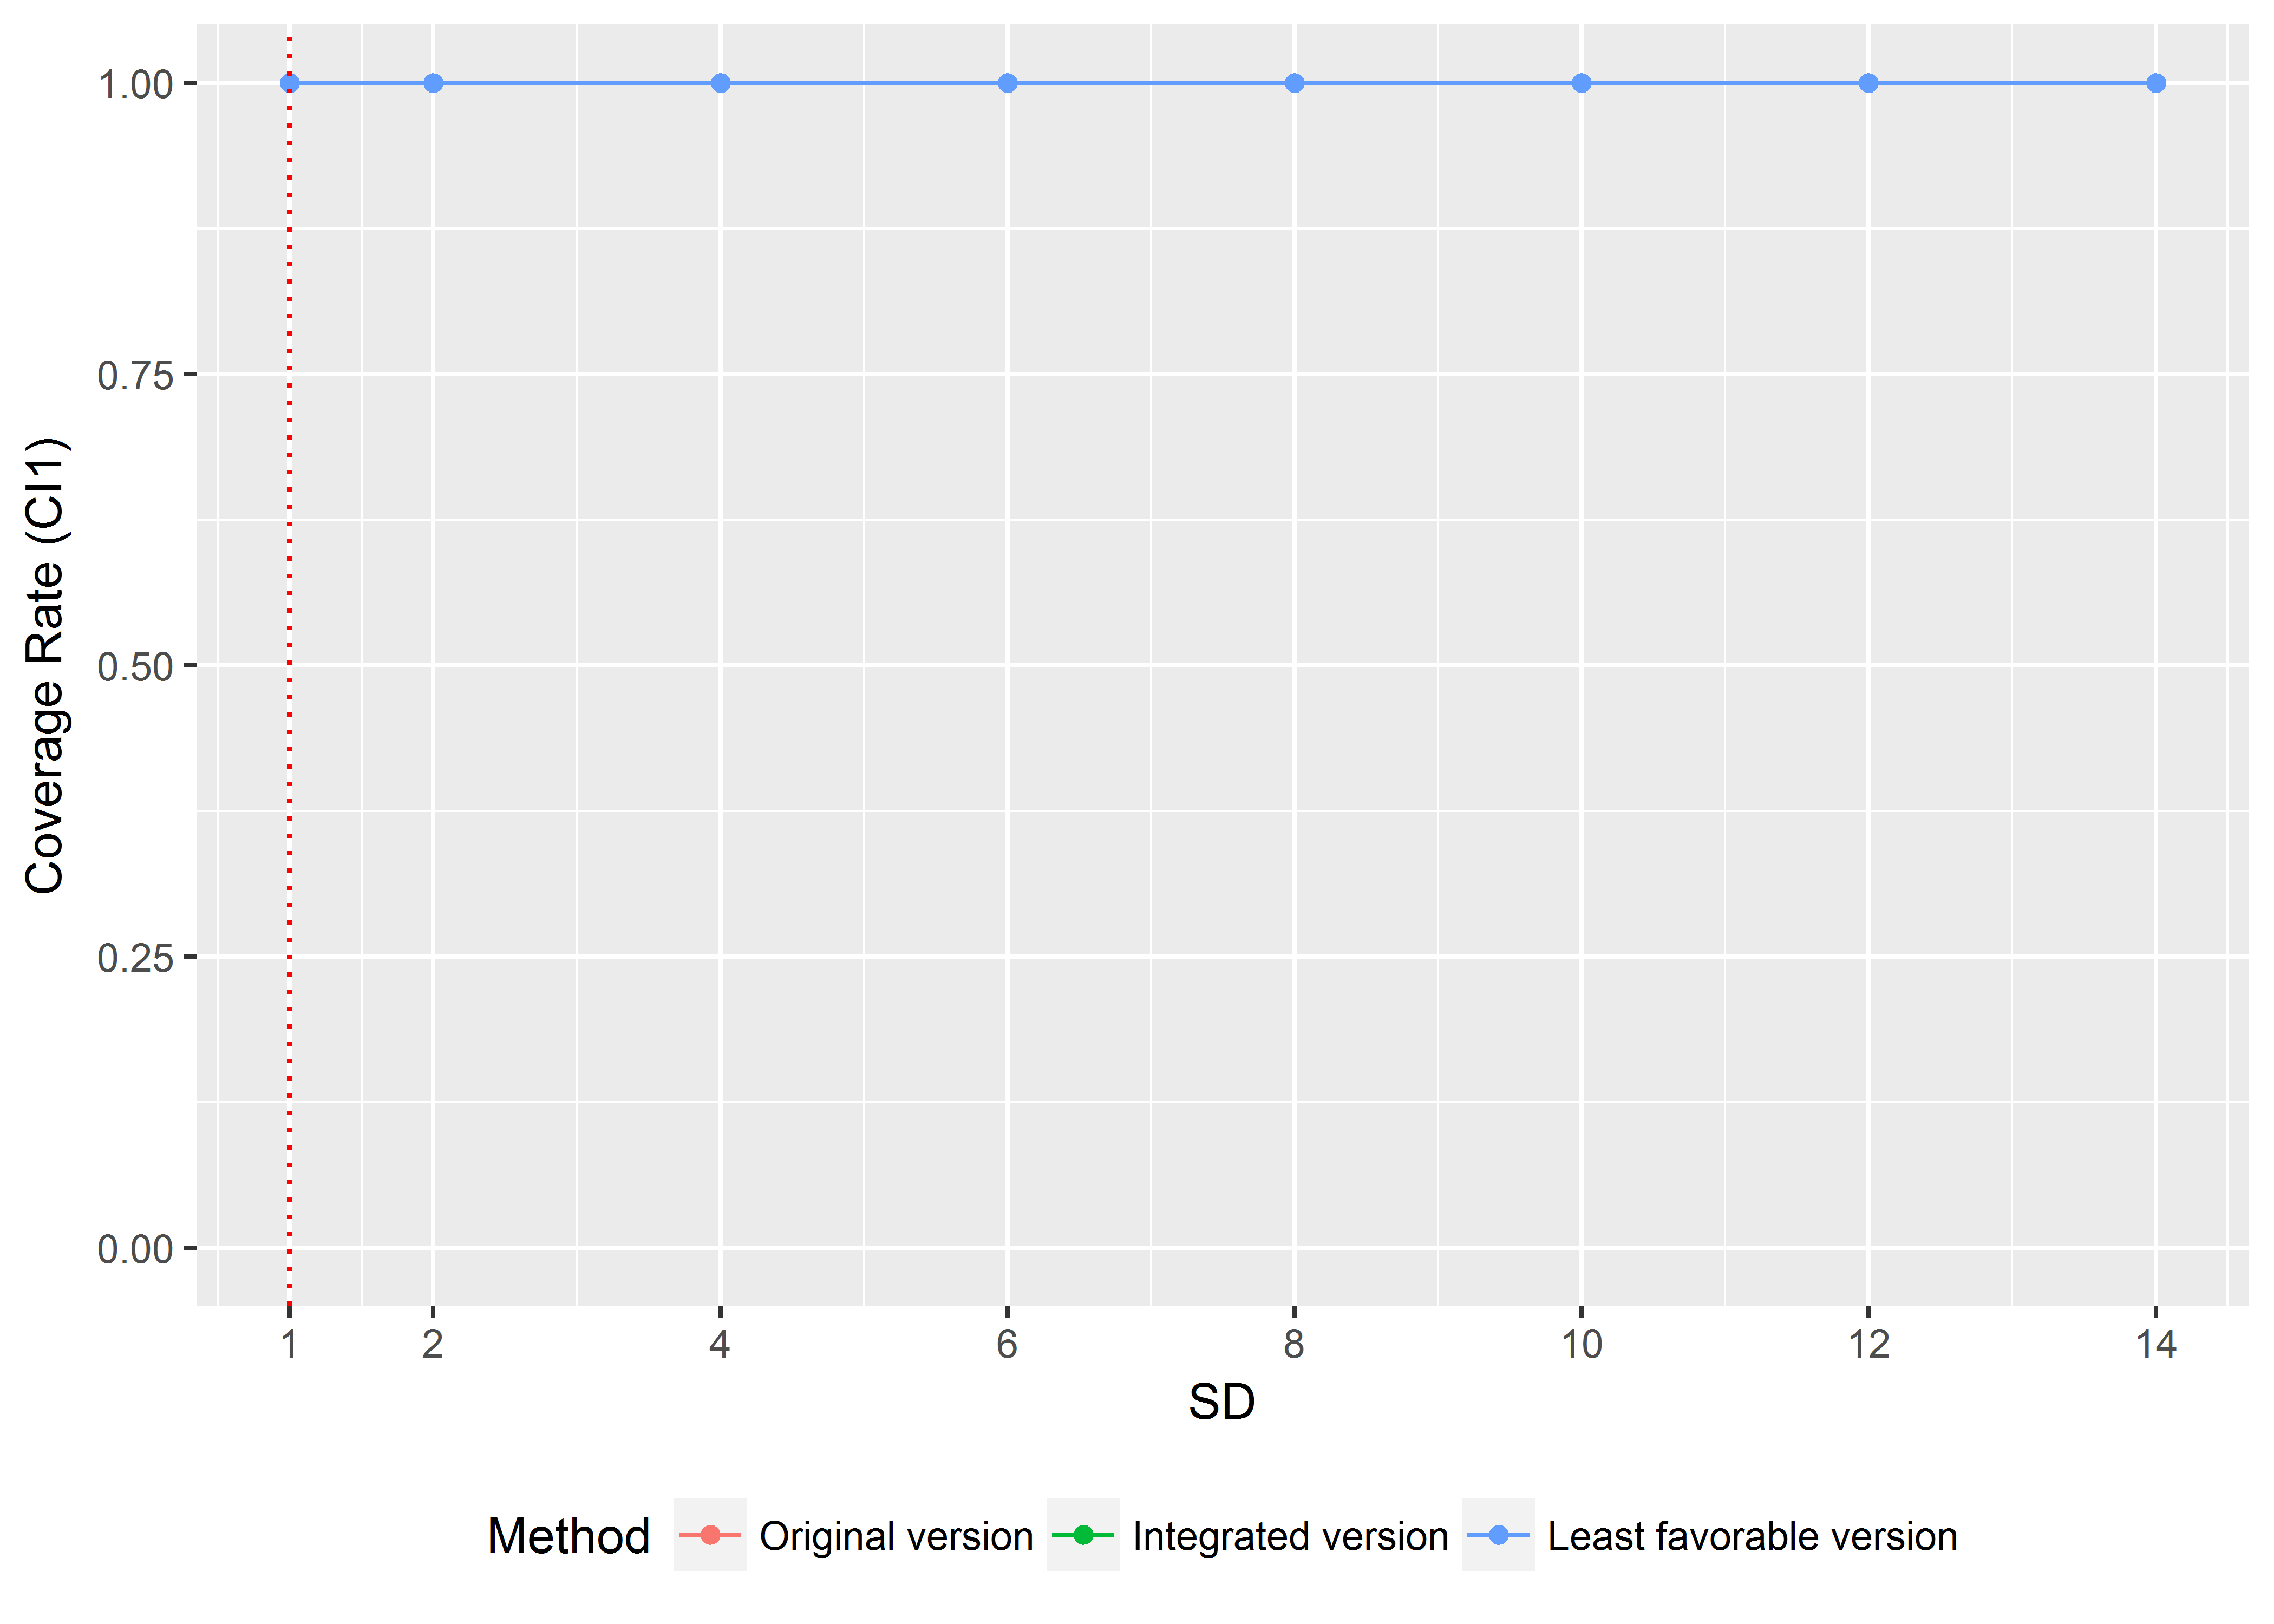 Coverage Rate (CI1)
1.00
0.75
0.50
0.25
0.00
1 2 4 6 8 10 12 14
SD
Method Original version Integrated version Least favorable version